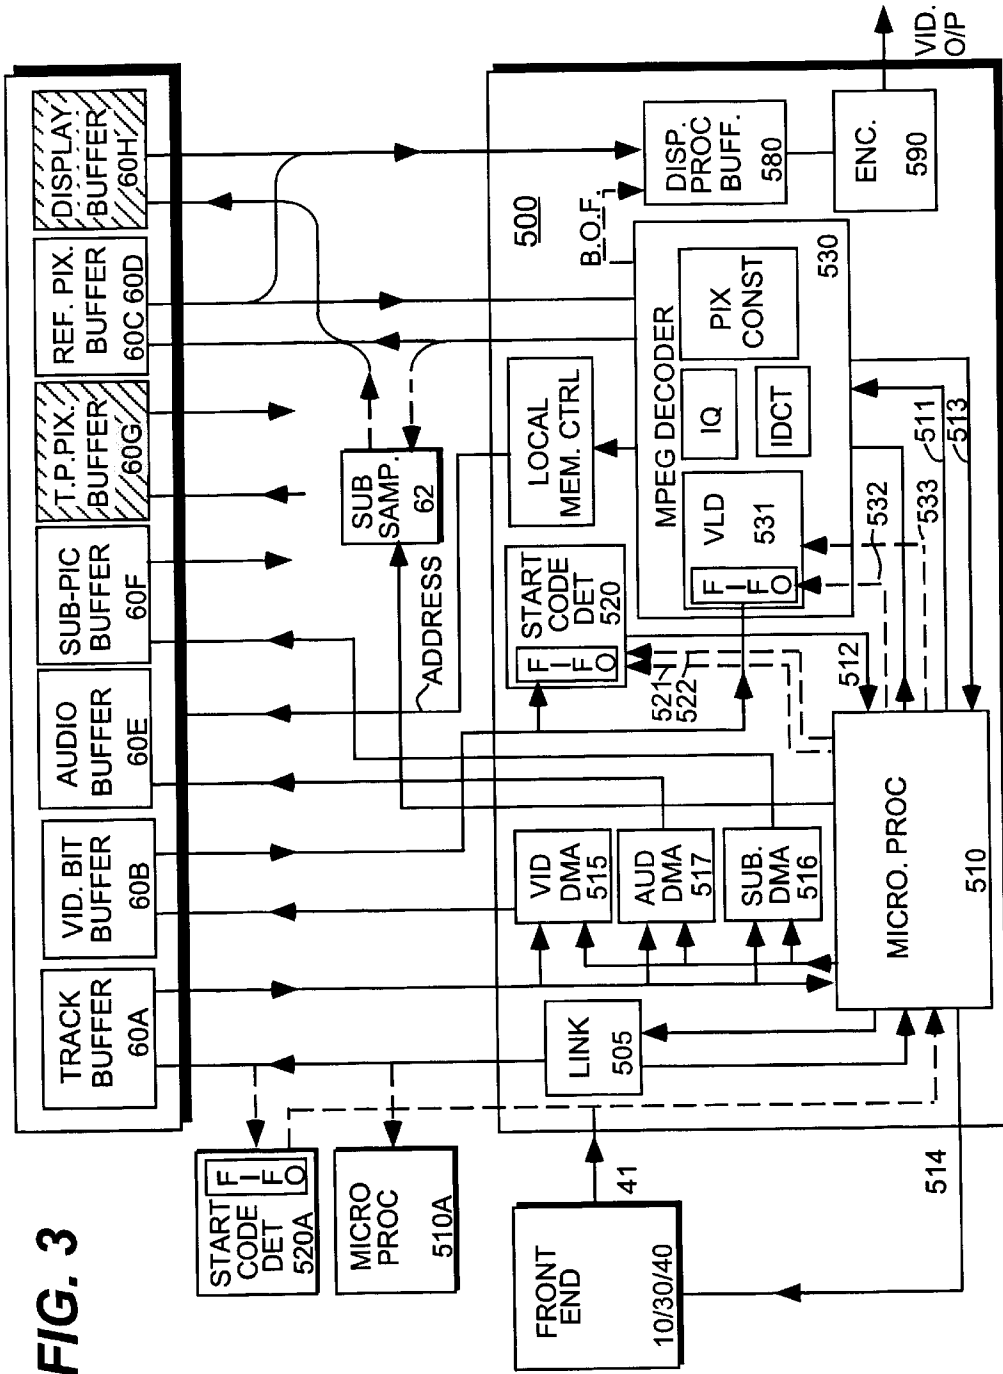 FIG. 3
TRACK
BUFFER
60A
VID. BIT
BUFFER
60B
AUDIO
BUFFER
60E
SUB-PIC
BUFFER
60F
T.P.PIX.
BUFFER
60G
REF. PIX.
BUFFER
60C 60D
DISPLAY
BUFFER
60H
START
CODE
DET
520A
FIFO
MICRO
PROC
510A
SUB
SAMP.
62
ADDRESS
FRONT
END
10/30/40
41
514
LINK
505
VID
DMA
515
AUD
DMA
517
SUB.
DMA
516
START
CODE
DET
520
FIFO
521
522
512
LOCAL
MEM. CTRL
MPEG DECODER
VLD
531
FIFO
IQ
IDCT
PIX
CONST
530
532
533
511
513
B.O.F.
500
DISP.
PROC
BUFF.
580
ENC.
590
VID.
O/P
MICRO. PROC
510